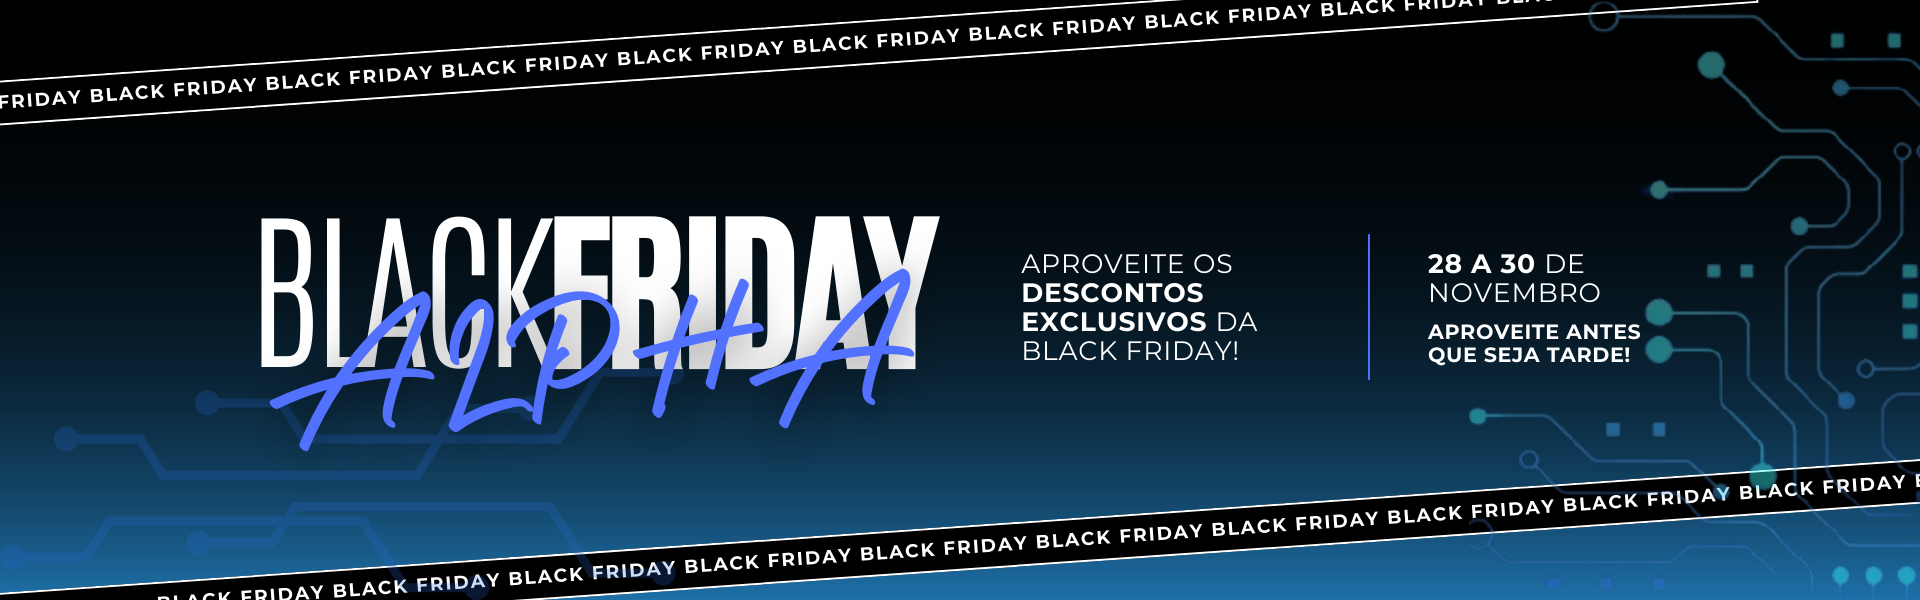 FRIDAY BLACK FRIDAY BLACK FRIDAY BLACK FRIDAY BLACK FRIDAY BLACK FRIDAY BLACK FRIDAY BLACK FRIDAY BLACK FRIDAY
BLACKFRIDAY
ALPHA
APROVEITE OS
DESCONTOS
EXCLUSIVOS DA
BLACK FRIDAY!
28 A 30 DE
NOVEMBRO
APROVEITE ANTES
QUE SEJA TARDE!
BLACK FRIDAY BLACK FRIDAY BLACK FRIDAY BLACK FRIDAY BLACK FRIDAY BLACK FRIDAY BLACK FRIDAY BLACK FRIDAY BLACK FRIDAY BLACK FRIDAY